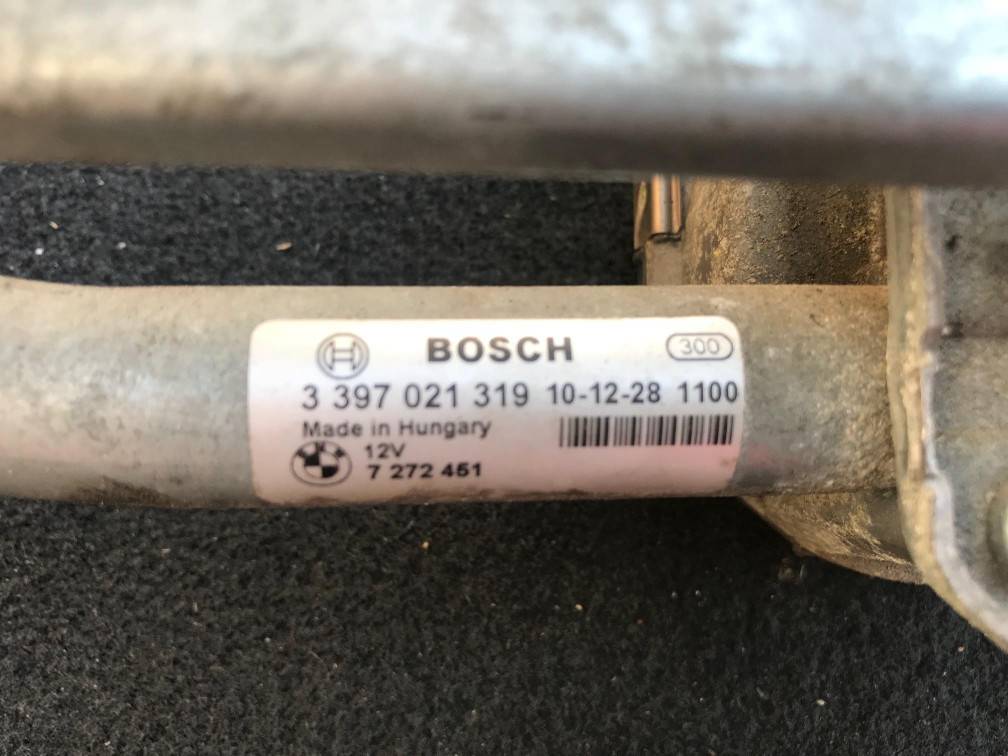 BOSCH 300
3 397 021 319 10-12-28 1100
Made in Hungary
12V
7 272 451